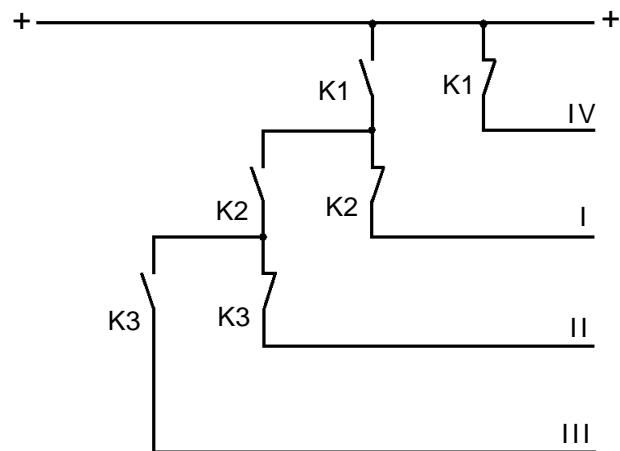 + +
K1 K1
IV
K2 K2
I
K3 K3
II
III